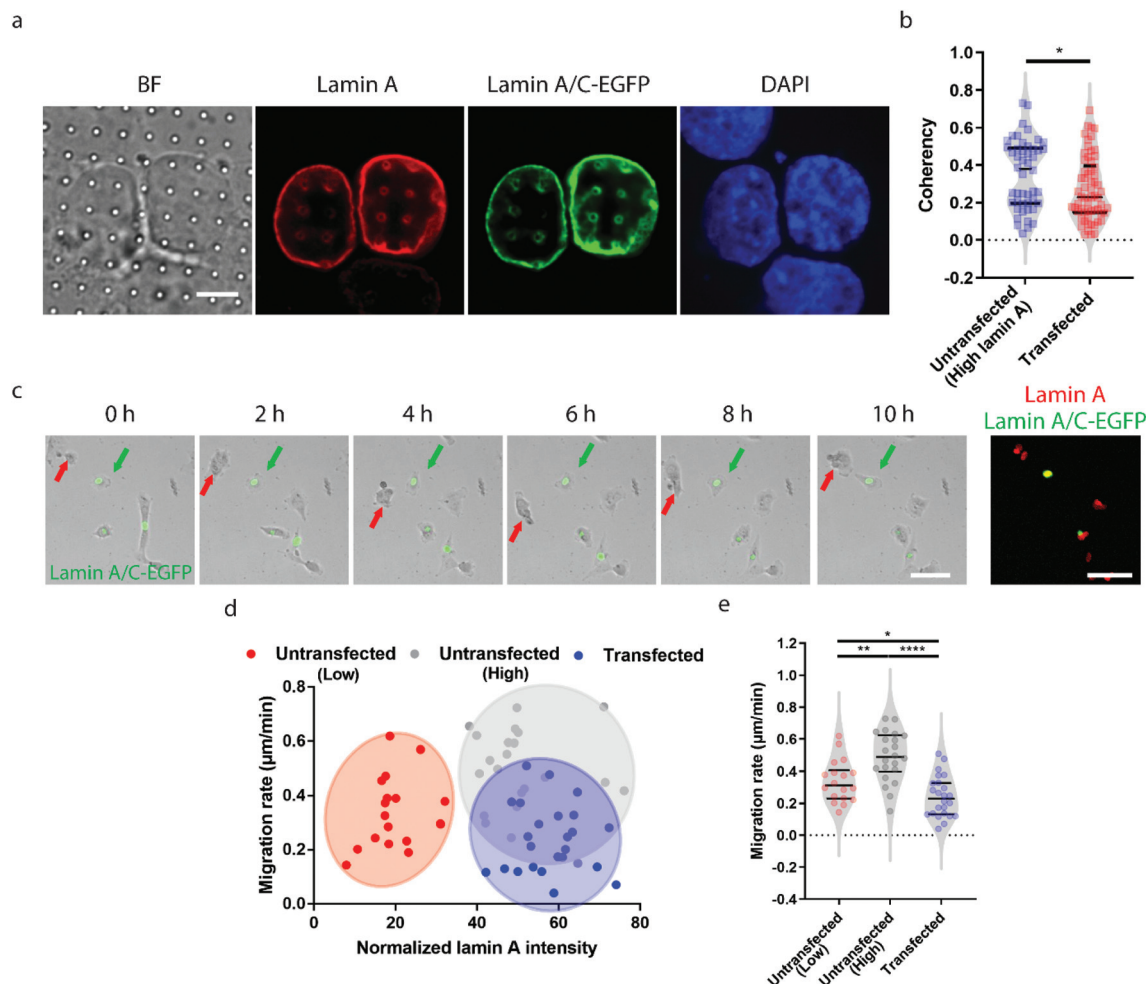 a
BF
Lamin A
Lamin A/C-EGFP
DAPI
b
1.0
0.8
0.6
0.4
0.2
0.0
-0.2
Coherency
*
Untransfected
(High lamin A)
Transfected
c
0 h
2 h
4 h
6 h
8 h
10 h
Lamin A
Lamin A/C-EGFP
Lamin A/C-EGFP
d
Untransfected
(Low)
Untransfected
(High)
Transfected
0.8
0.6
0.4
0.2
0.0
Migration rate (µm/min)
0 20 40 60 80
Normalized lamin A intensity
e
1.2
1.0
0.8
0.6
0.4
0.2
0.0
-0.2
-0.4
Migration rate (µm/min)
*
** ****
Untransfected
(Low)
Untransfected
(High)
Transfected